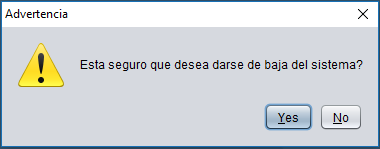 Advertencia
Esta seguro que desea darse de baja del sistema?
Yes No